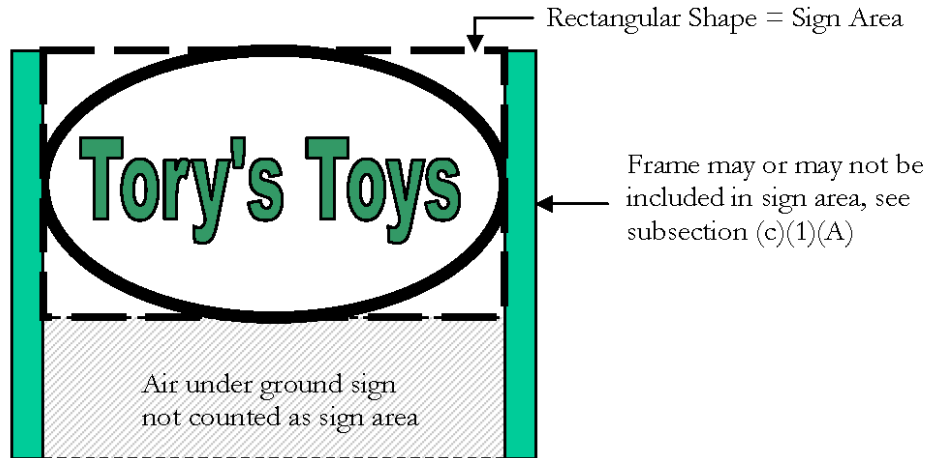 Rectangular Shape = Sign Area
Tory's Toys
Frame may or may not be
included in sign area, see
subsection (c)(1)(A)
Air under ground sign
not counted as sign area